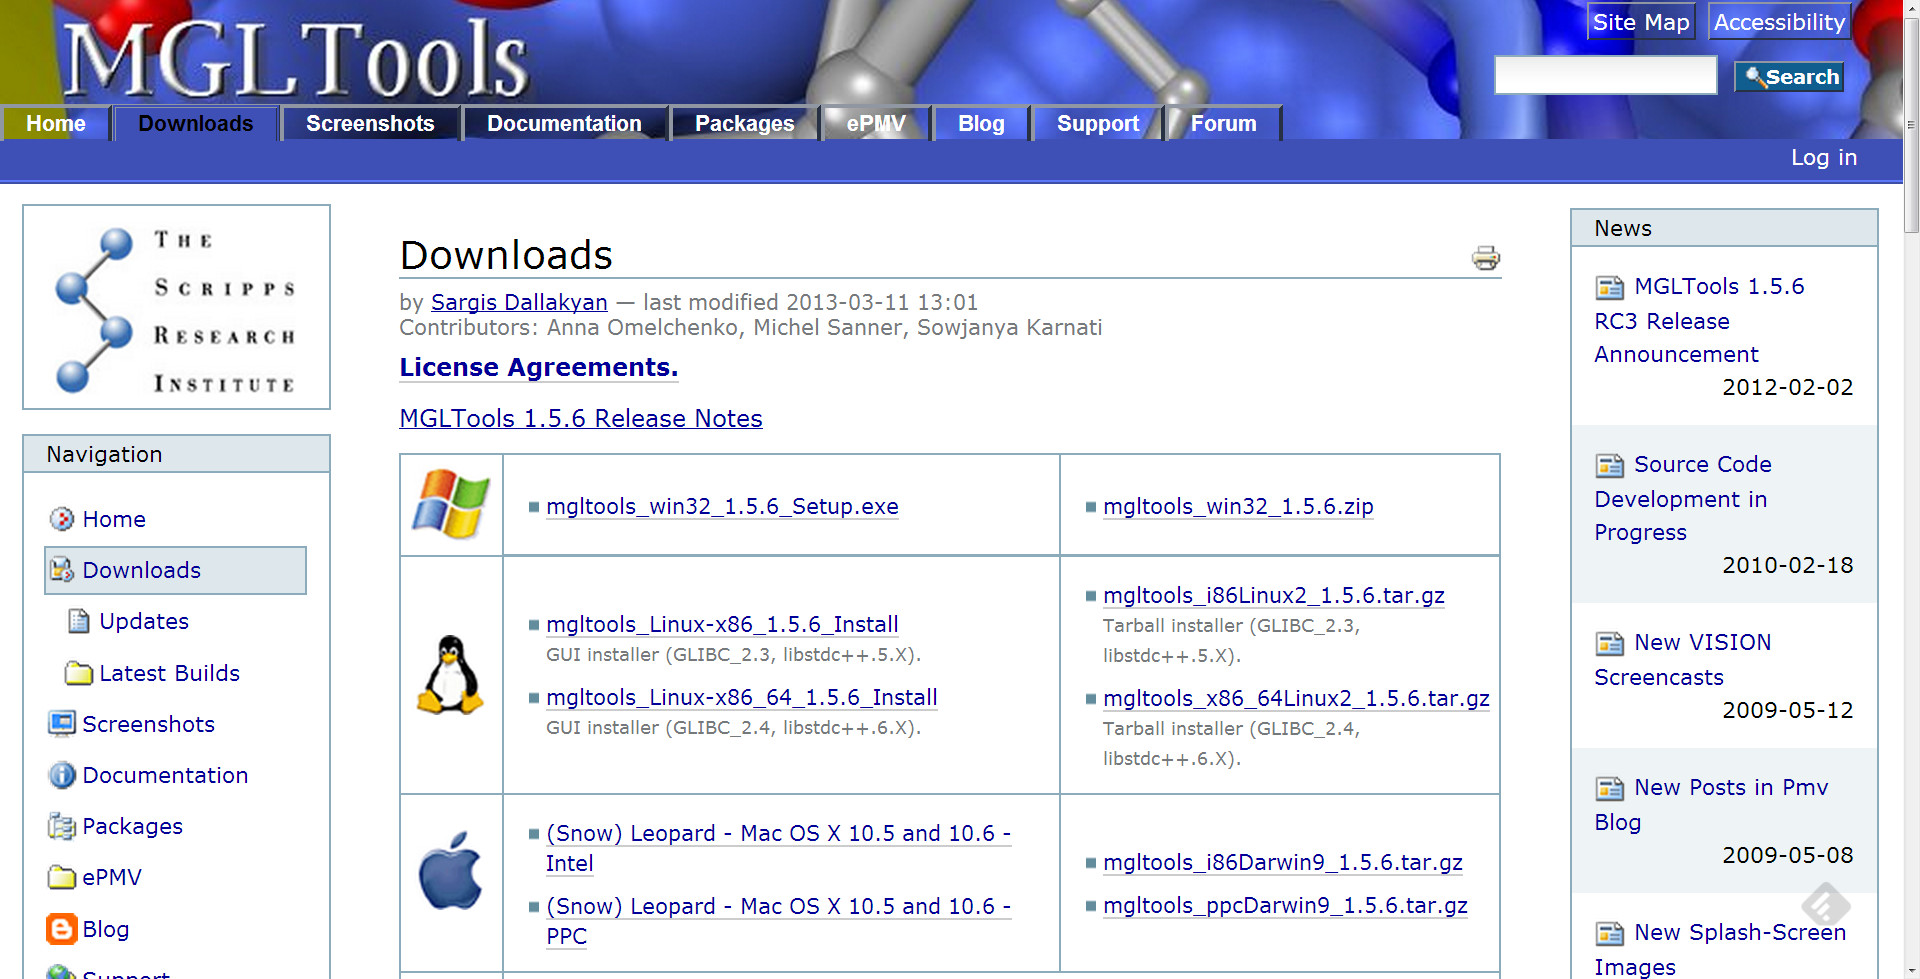 MGLTools
Site Map
Accessibility
Search
Home
Downloads
Screenshots
Documentation
Packages
ePMV
Blog
Support
Forum
Log in
THE
SCRIPPS
RESEARCH
INSTITUTE
Navigation
Home
Downloads
Updates
Latest Builds
Screenshots
Documentation
Packages
ePMV
Blog
Support
Downloads
by Sargis Dallakyan — last modified 2013-03-11 13:01
Contributors: Anna Omelchenko, Michel Sanner, Sowjanya Karnati
License Agreements.
MGLTools 1.5.6 Release Notes
mgltools_win32_1.5.6_Setup.exe
mgltools_win32_1.5.6.zip
mgltools_Linux-x86_1.5.6_Install
GUI installer (GLIBC_2.3, libstdc++.5.X).
mgltools_Linux-x86_64_1.5.6_Install
GUI installer (GLIBC_2.4, libstdc++.6.X).
mgltools_i86Linux2_1.5.6.tar.gz
Tarball installer (GLIBC_2.3,
libstdc++.5.X).
mgltools_x86_64Linux2_1.5.6.tar.gz
Tarball installer (GLIBC_2.4,
libstdc++.6.X).
(Snow) Leopard - Mac OS X 10.5 and 10.6 -
Intel
(Snow) Leopard - Mac OS X 10.5 and 10.6 -
PPC
mgltools_i86Darwin9_1.5.6.tar.gz
mgltools_ppcDarwin9_1.5.6.tar.gz
News
MGLTools 1.5.6
RC3 Release
Announcement
2012-02-02
Source Code
Development in
Progress
2010-02-18
New VISION
Screencasts
2009-05-12
New Posts in Pmv
Blog
2009-05-08
New Splash-Screen
Images